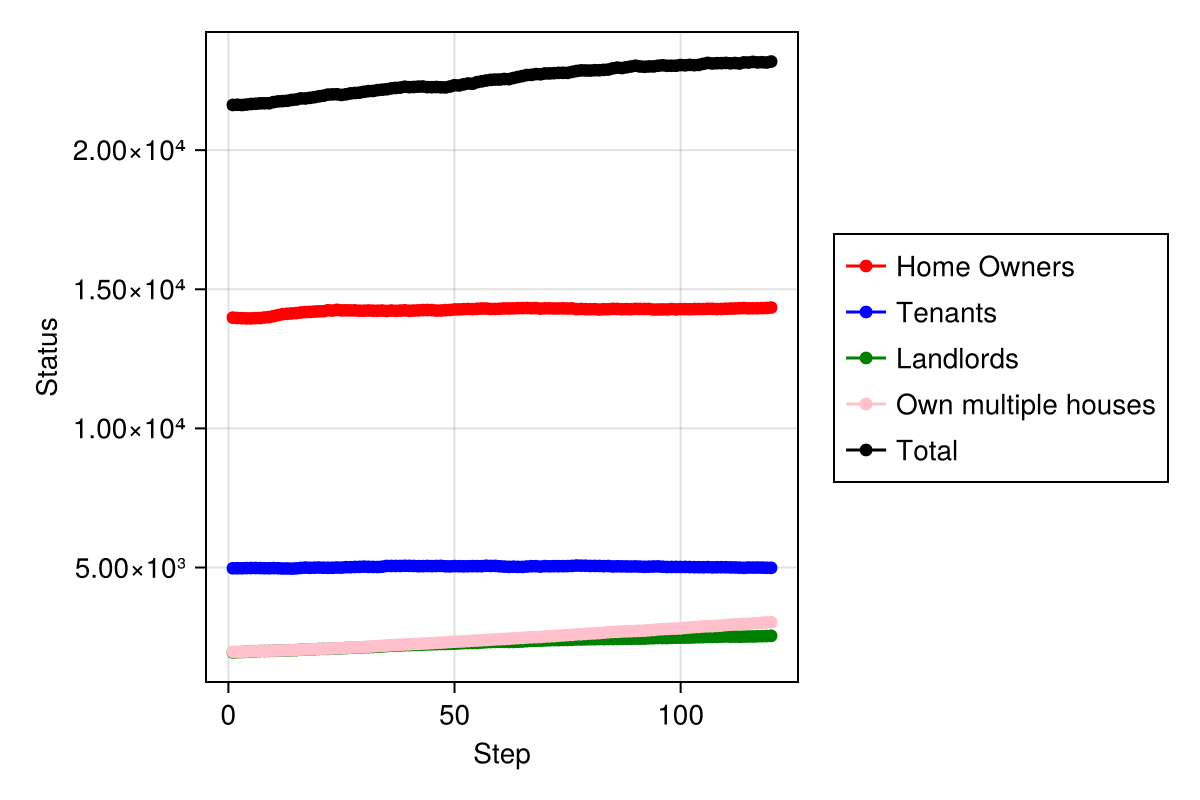 2.00×10⁴
1.50×10⁴
1.00×10⁴
5.00×10³
Status
0 50 100
Step
Home Owners
Tenants
Landlords
Own multiple houses
Total